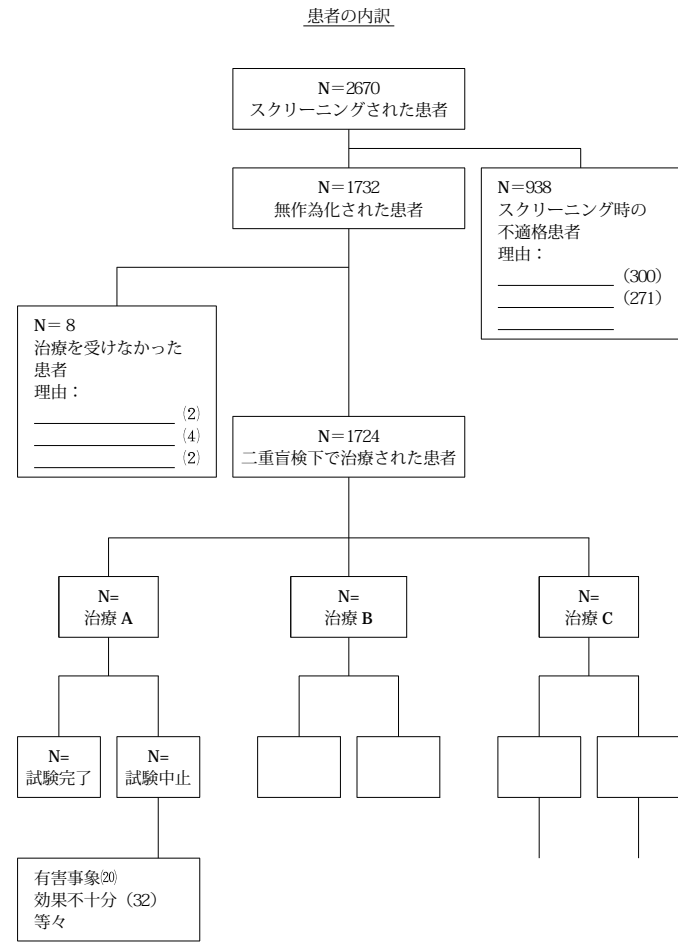 患者の内訳
N=2670
スクリーニングされた患者
N=1732
無作為化された患者
N=938
スクリーニング時の
不適格患者
理由：
(300)
(271)
N= 8
治療を受けなかった
患者
理由：
(2)
(4)
(2)
N=1724
二重盲検下で治療された患者
N=
治療 A
N=
治療 B
N=
治療 C
N=
試験完了
N=
試験中止
有害事象(20)
効果不十分（32）
等々